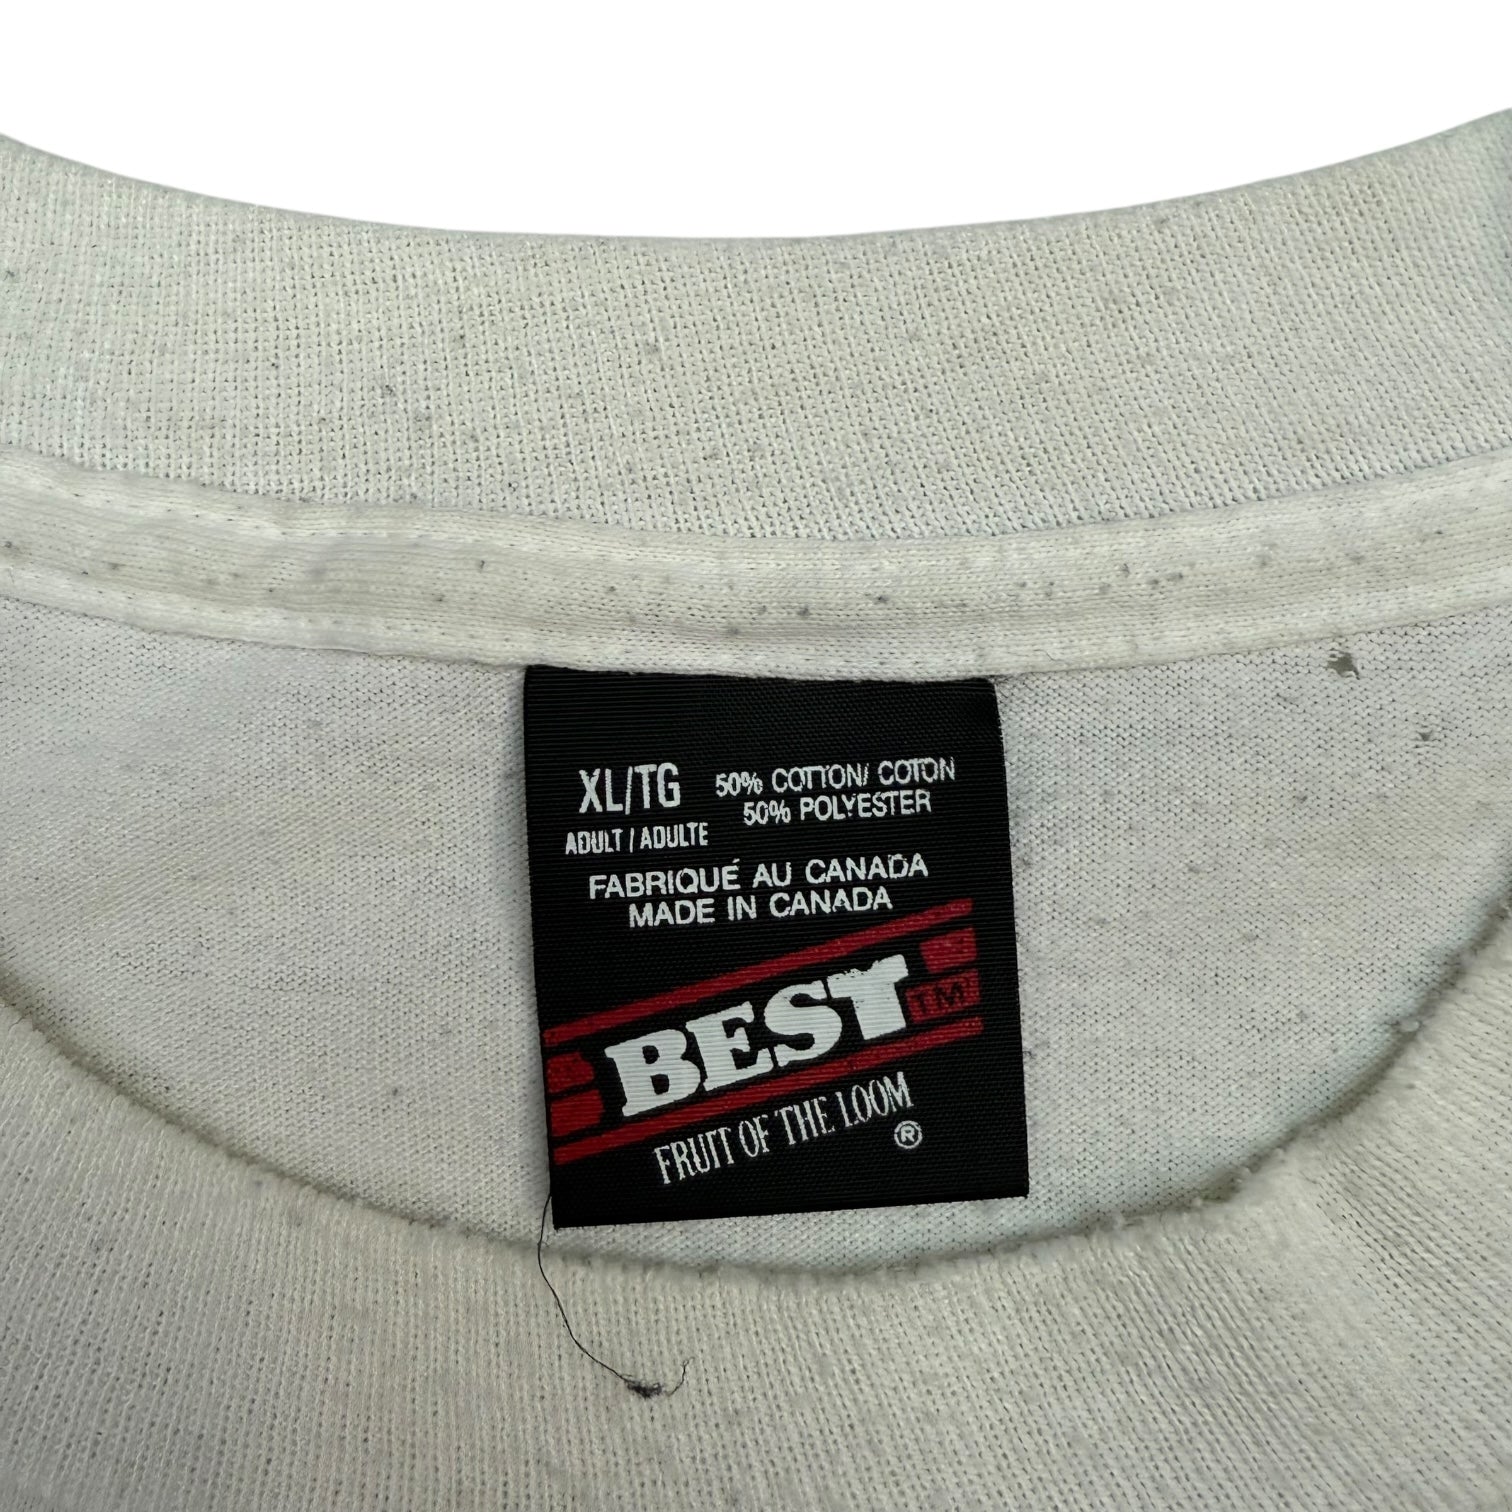 XL/TG 50% COTTON/ COTON
50% POLYESTER
ADULT / ADULTE
FABRIQUÉ AU CANADA
MADE IN CANADA
BEST TM
FRUIT OF THE LOOM ®